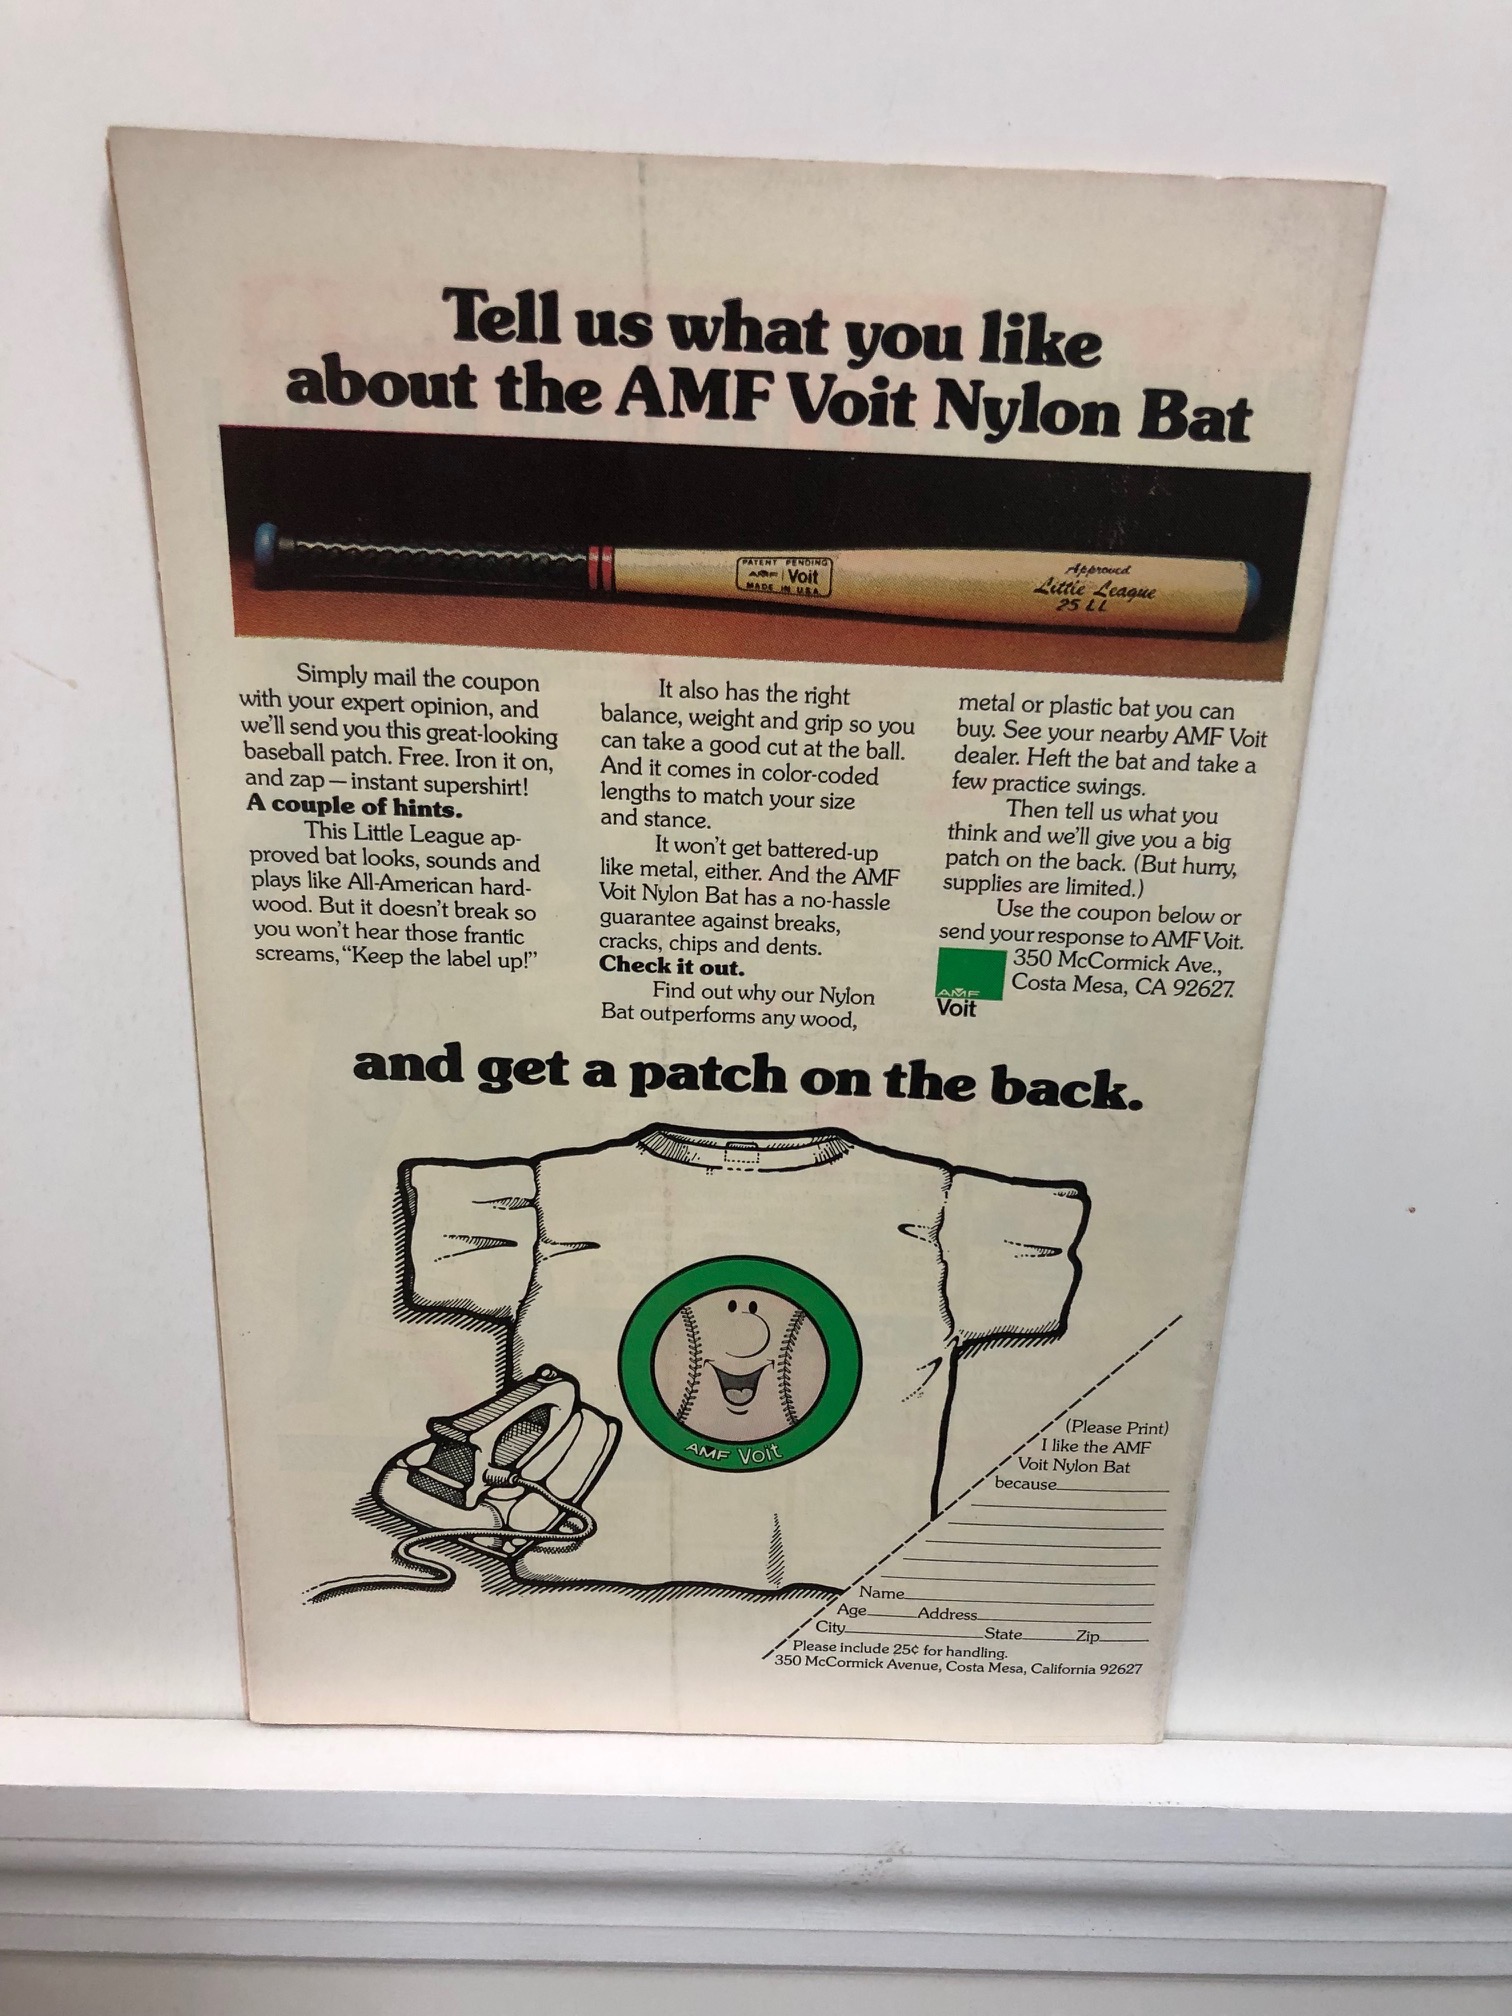 Tell us what you like
about the AMF Voit Nylon Bat
PATENT PENDING
AMF Voit
MADE IN U.S.A.
Approved
Little League
25 LL
Simply mail the coupon
with your expert opinion, and
we'll send you this great-looking
baseball patch. Free. Iron it on,
and zap — instant supershirt!
A couple of hints.
This Little League ap-
proved bat looks, sounds and
plays like All-American hard-
wood. But it doesn't break so
you won't hear those frantic
screams, "Keep the label up!"
It also has the right
balance, weight and grip so you
can take a good cut at the ball.
And it comes in color-coded
lengths to match your size
and stance.
It won't get battered-up
like metal, either. And the AMF
Voit Nylon Bat has a no-hassle
guarantee against breaks,
cracks, chips and dents.
Check it out.
Find out why our Nylon
Bat outperforms any wood,
metal or plastic bat you can
buy. See your nearby AMF Voit
dealer. Heft the bat and take a
few practice swings.
Then tell us what you
think and we'll give you a big
patch on the back. (But hurry,
supplies are limited.)
Use the coupon below or
send your response to AMF Voit.
350 McCormick Ave.,
Costa Mesa, CA 92627.
AMF
Voit
and get a patch on the back.
AMF Voit
(Please Print)
I like the AMF
Voit Nylon Bat
because
Name
Age Address
City State Zip
Please include 25¢ for handling.
350 McCormick Avenue, Costa Mesa, California 92627